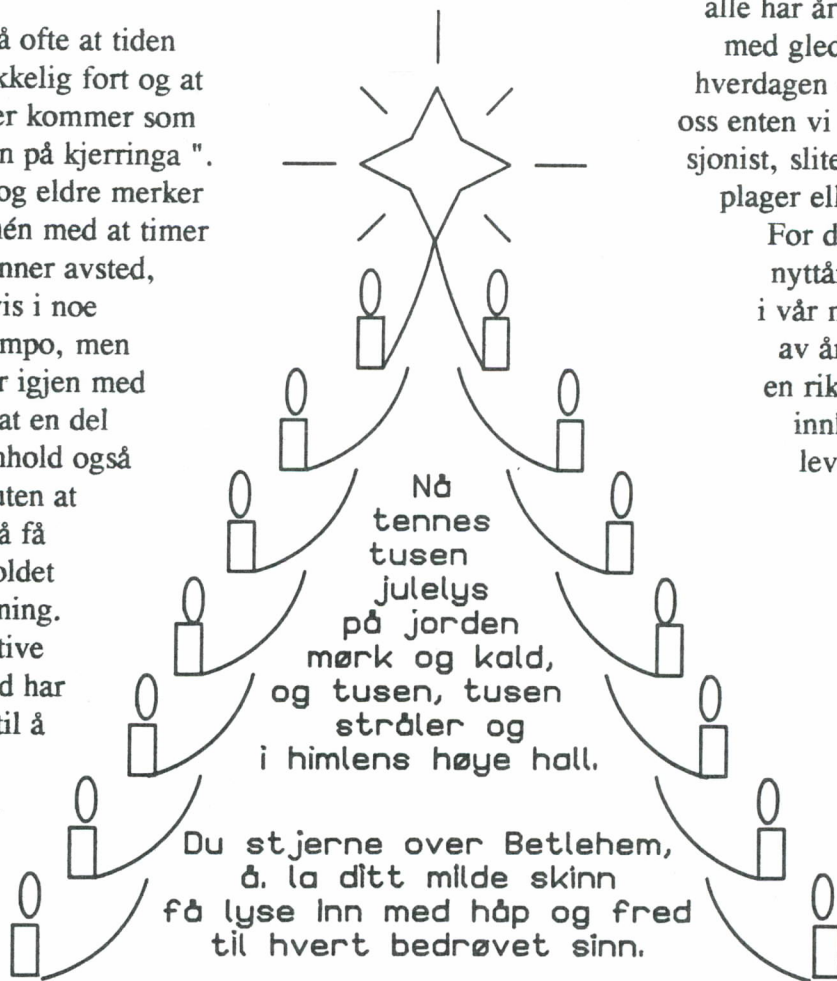 å ofte at tiden
kkelig fort og at
er kommer som
n på kjerringa ".
og eldre merker
én med at timer
nner avsted,
is i noe
mpo, men
r igjen med
at en del
nhold også
ten at
å få
oldet
ning.
tive
d har
til å
Nå
tennes
tusen
julelys
på jorden
mørk og kald,
og tusen, tusen
stråler og
i himlens høye hall.
Du stjerne over Betlehem,
å. la ditt milde skinn
få lyse inn med håp og fred
til hvert bedrøvet sinn.
alle har år
med gled
hverdagen
oss enten vi
sjonist, slite
plager ell
For d
nyttå
i vår
av år
en rik
inn
lev